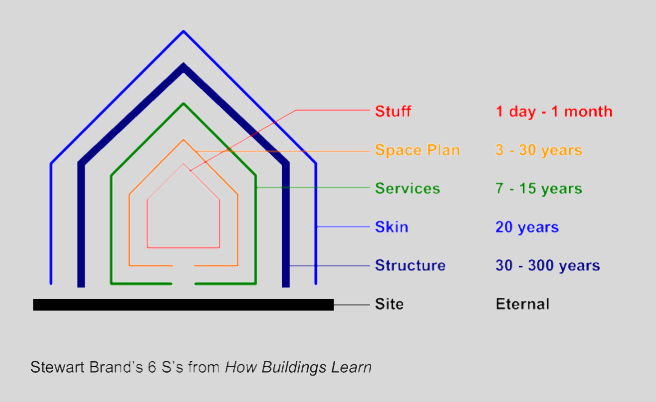 Stuff 1 day - 1 month
Space Plan 3 - 30 years
Services 7 - 15 years
Skin 20 years
Structure 30 - 300 years
Site Eternal
Stewart Brand's 6 S's from How Buildings Learn